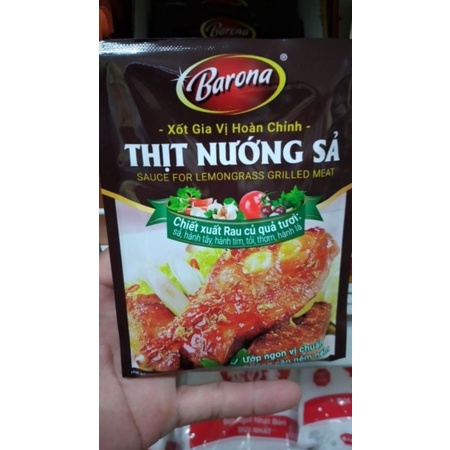 Barona ®
- Xốt Gia Vị Hoàn Chỉnh -
THỊT NƯỚNG SẢ
SAUCE FOR LEMONGRASS GRILLED MEAT
Chiết xuất Rau củ quả tươi:
sả, hành tây, hành tím, tỏi, thơm, hành lá
Ướp ngon vị chuẩn